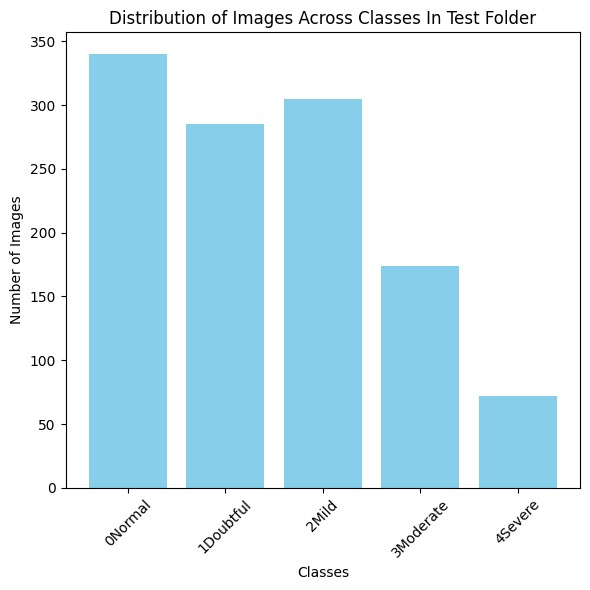 Distribution of Images Across Classes In Test Folder
350
300
250
200
150
100
50
0
Number of Images
0Normal
1Doubtful
2Mild
3Moderate
4Severe
Classes